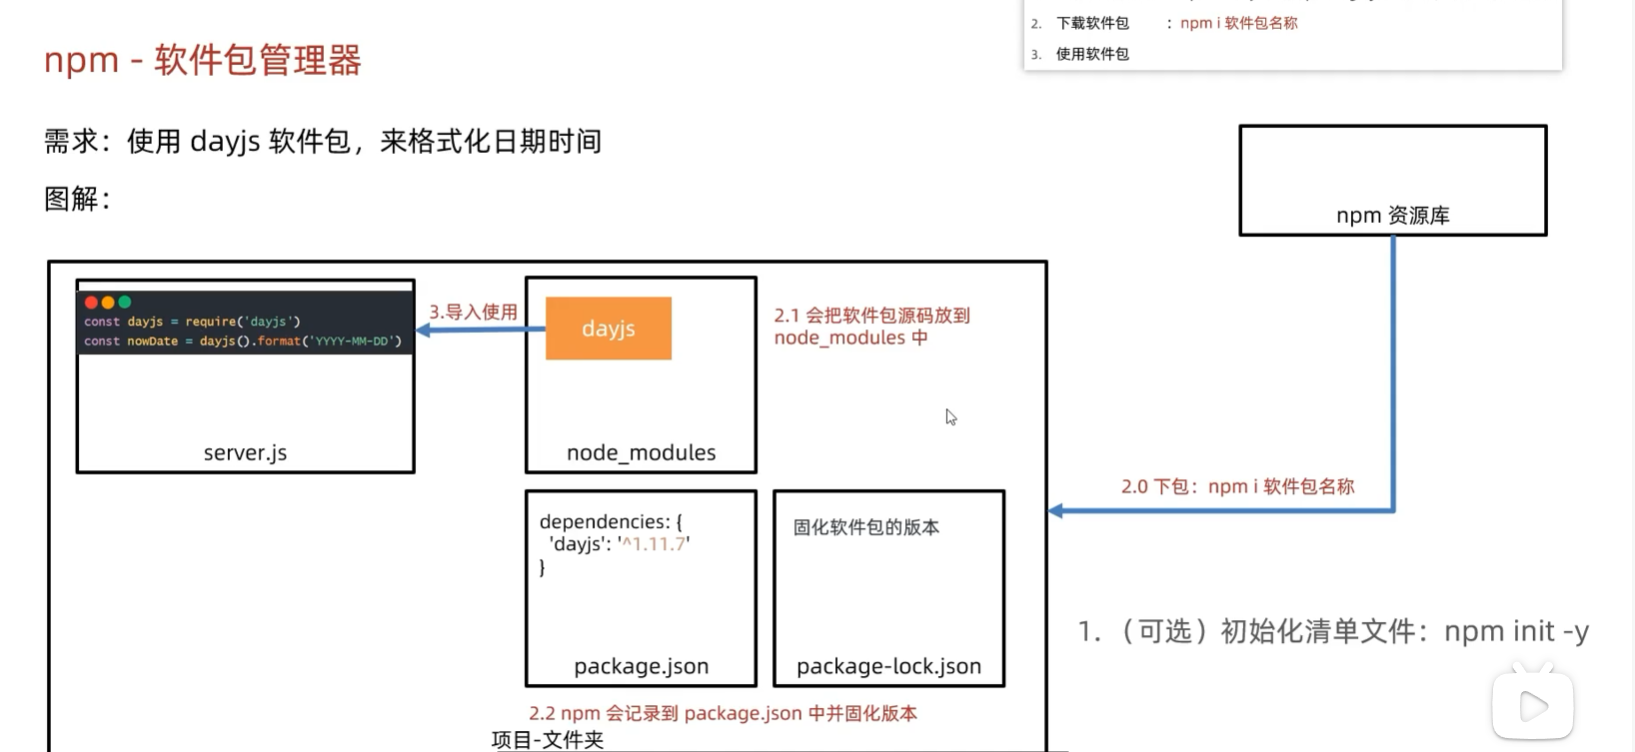 2. 下载软件包 ：npm i 软件包名称
3. 使用软件包
npm - 软件包管理器
需求：使用 dayjs 软件包，来格式化日期时间
图解：
npm 资源库
const dayjs = require('dayjs')
const nowDate = dayjs().format('YYYY-MM-DD')
server.js
3.导入使用
dayjs
node_modules
2.1 会把软件包源码放到
node_modules 中
2.0 下包：npm i 软件包名称
dependencies: {
'dayjs': '^1.11.7'
}
package.json
固化软件包的版本
package-lock.json
1. （可选）初始化清单文件：npm init -y
2.2 npm 会记录到 package.json 中并固化版本
项目-文件夹